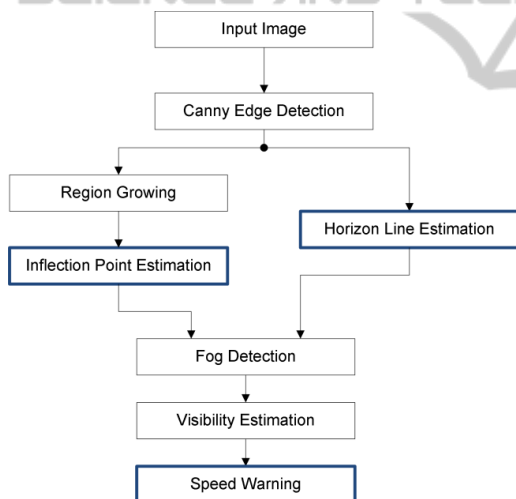 Input Image
Canny Edge Detection
Region Growing
Horizon Line Estimation
Inflection Point Estimation
Fog Detection
Visibility Estimation
Speed Warning